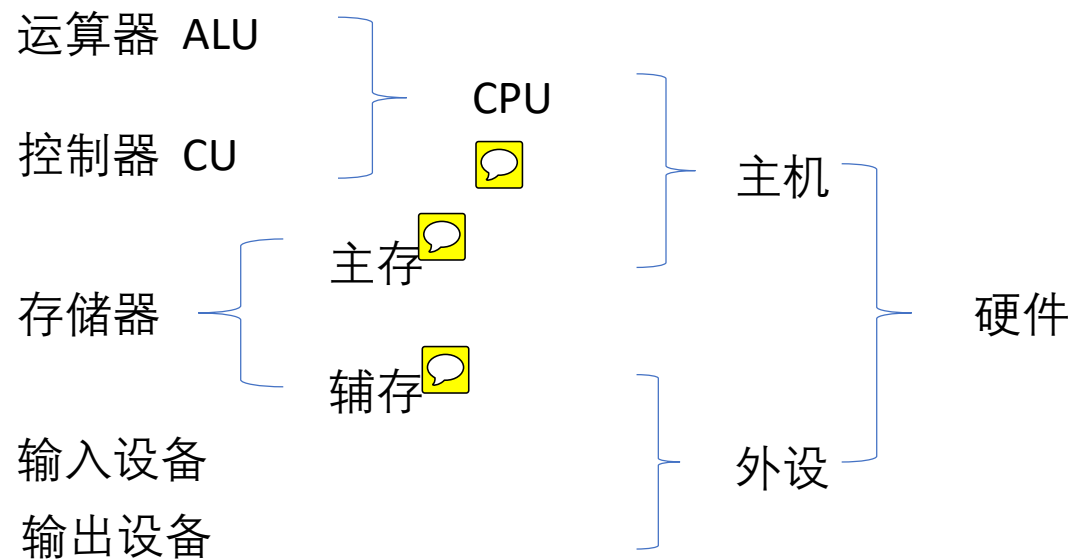 运算器 ALU
CPU
控制器 CU
主机
主存
存储器
硬件
辅存
输入设备
外设
输出设备